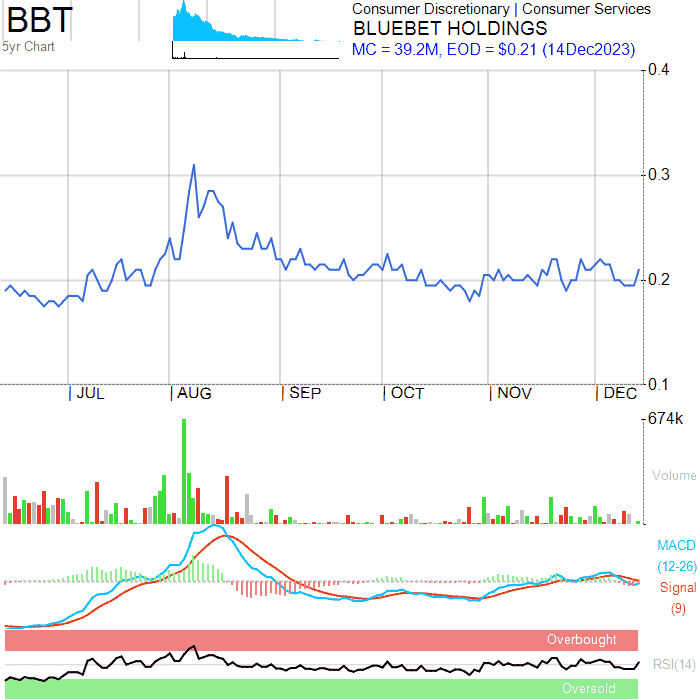 BBT
5yr Chart
Consumer Discretionary | Consumer Services
BLUEBET HOLDINGS
MC = 39.2M, EOD = $0.21 (14Dec2023)
0.4
0.3
0.2
0.1
| JUL | AUG | SEP | OCT | NOV | DEC
674k
Volume
MACD
(12-26)
Signal
(9)
Overbought
RSI(14)
Oversold